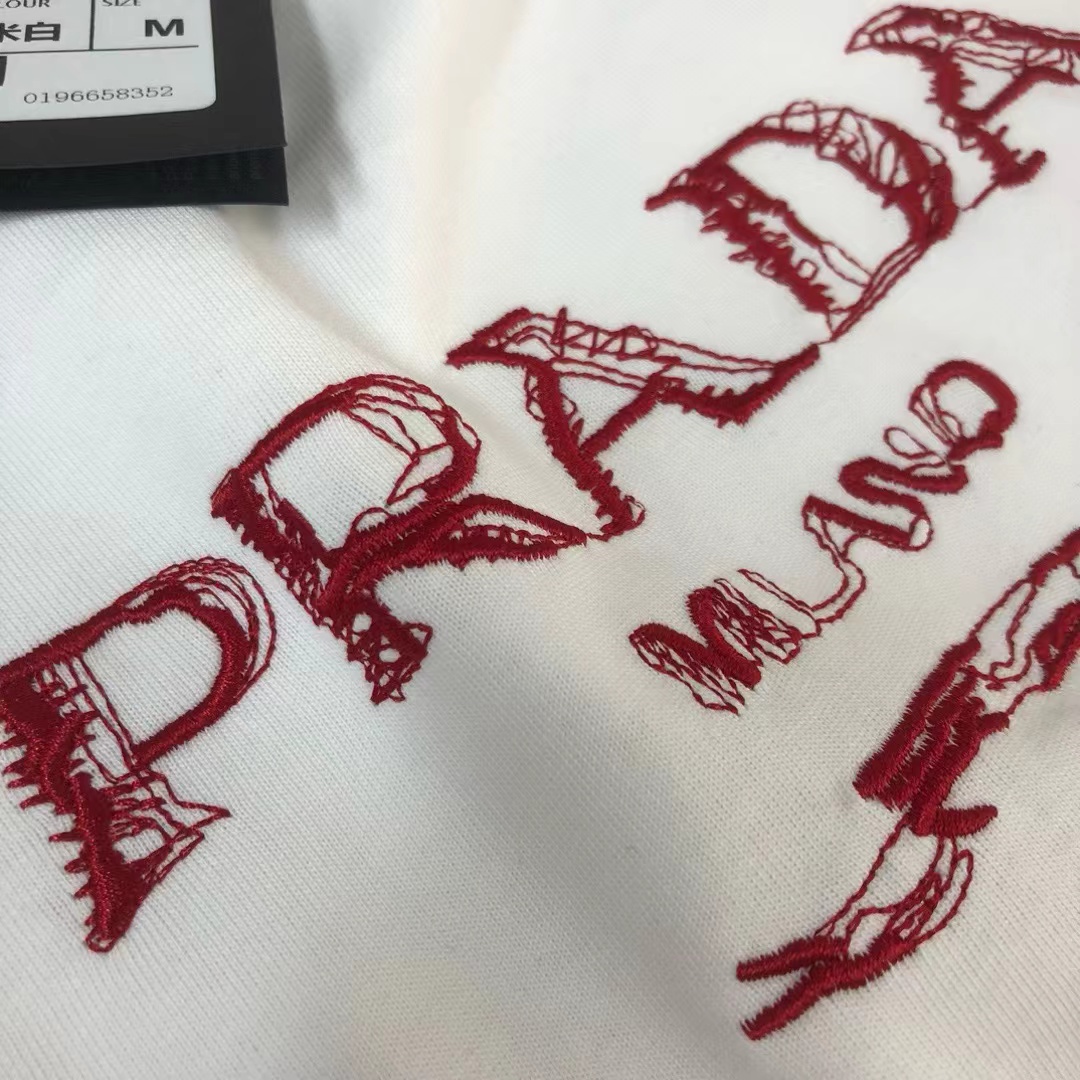 COLOUR SIZE
米白 M
0196658352
PRADA
MILANO